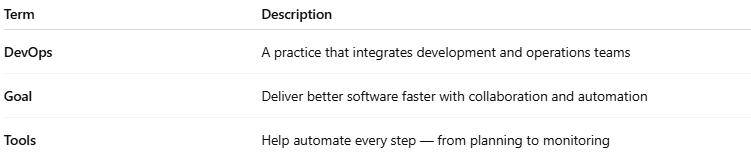 Term Description
DevOps A practice that integrates development and operations teams
Goal Deliver better software faster with collaboration and automation
Tools Help automate every step — from planning to monitoring